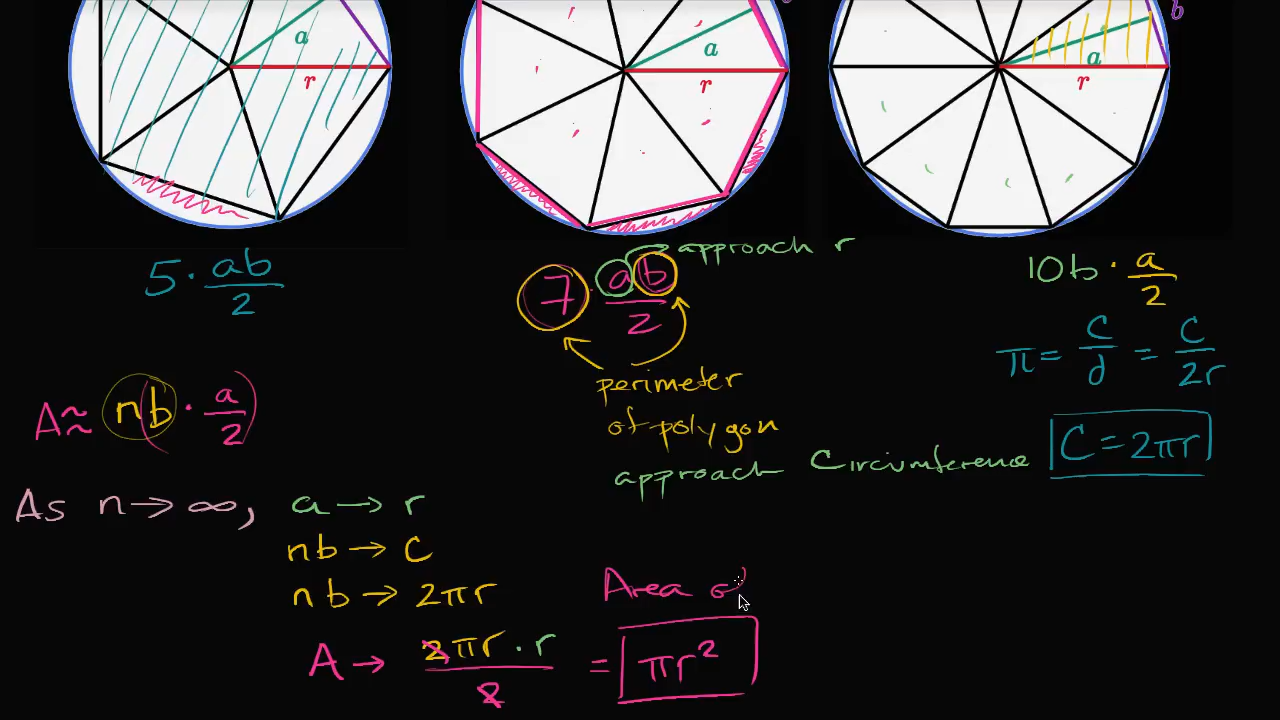 a
r
a
r
b
a
r
5 · ab/2
approach r
7 · ab/2
10b · a/2
π = C/d = C/2r
perimeter
of polygon
approach Circumference
C = 2πr
A ≈ nb · a/2
As n → ∞, a → r
nb → C
nb → 2πr
Area o
A → 2πr · r / 2 = πr²